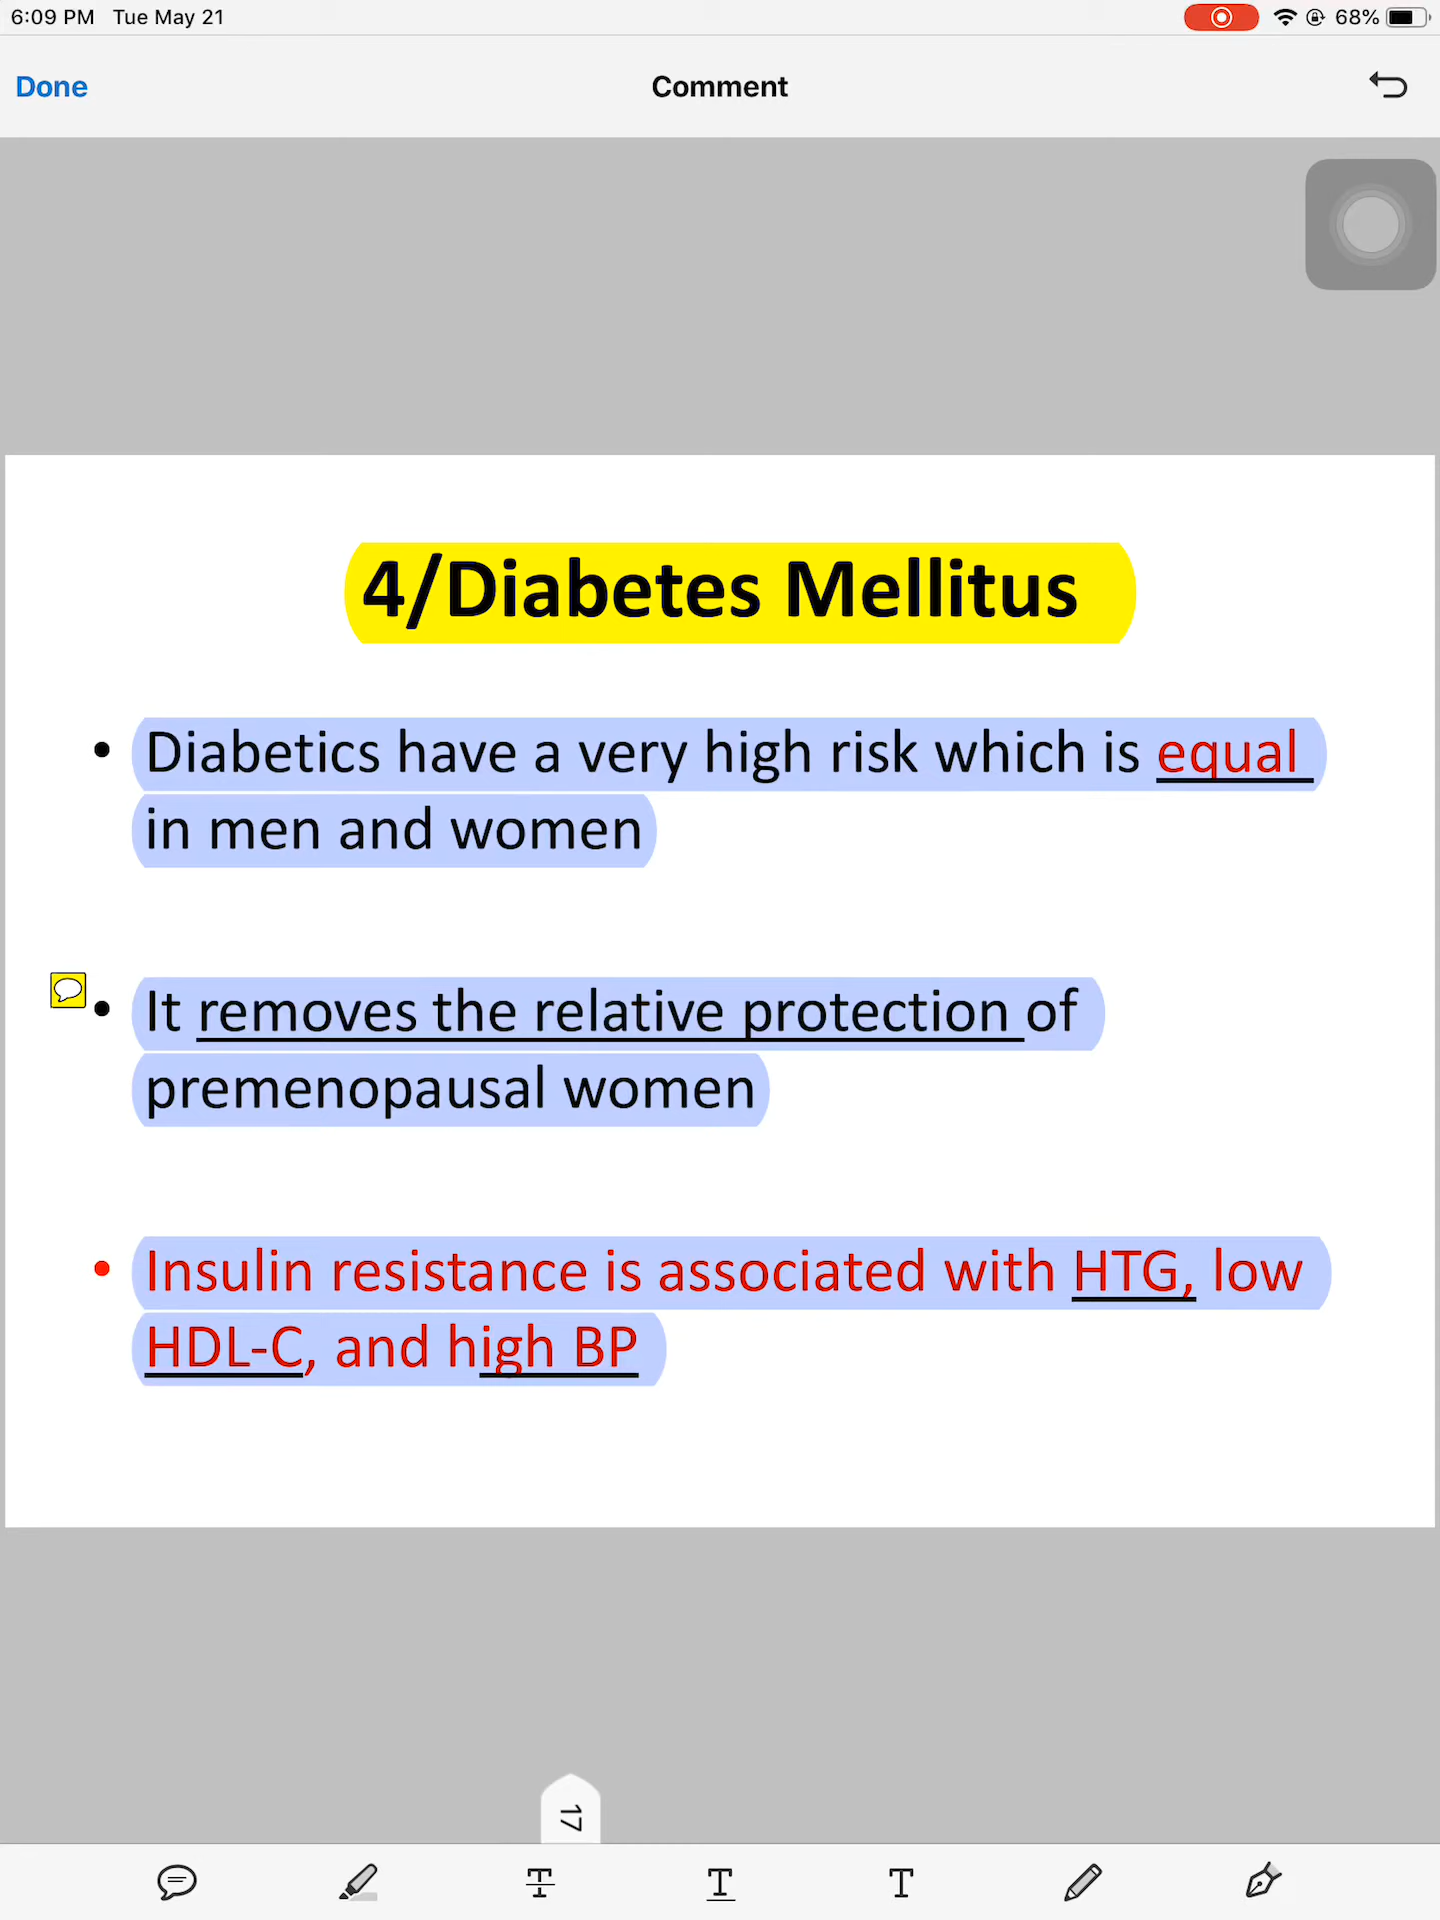 6:09 PM Tue May 21
68%
Done
Comment
4/Diabetes Mellitus
• Diabetics have a very high risk which is equal
in men and women
• It removes the relative protection of
premenopausal women
• Insulin resistance is associated with HTG, low
HDL-C, and high BP
17